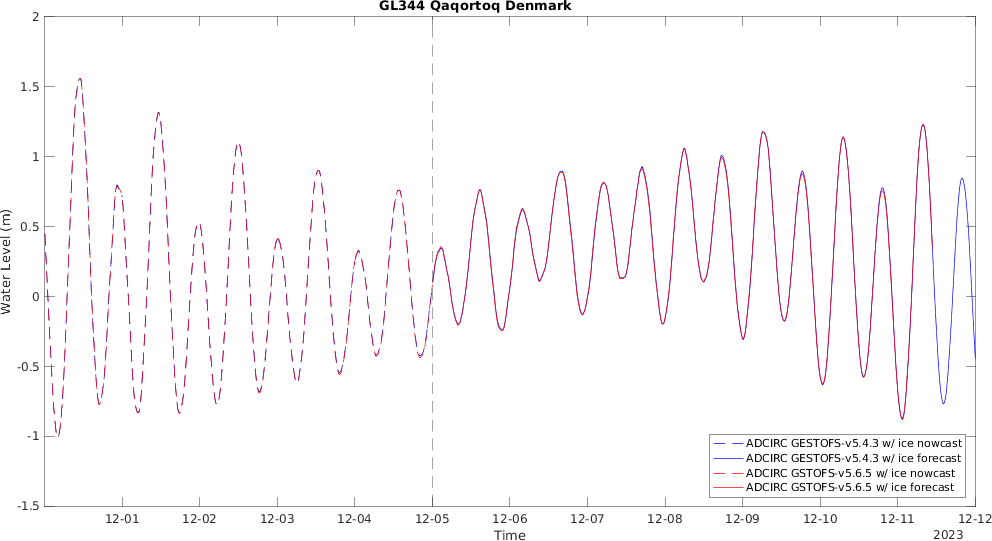 GL344 Qaqortoq Denmark
2
1.5
1
0.5
0
-0.5
-1
-1.5
Water Level (m)
ADCIRC GESTOFS-v5.4.3 w/ ice nowcast
ADCIRC GESTOFS-v5.4.3 w/ ice forecast
ADCIRC GSTOFS-v5.6.5 w/ ice nowcast
ADCIRC GSTOFS-v5.6.5 w/ ice forecast
12-01 12-02 12-03 12-04 12-05 12-06 12-07 12-08 12-09 12-10 12-11 12-12
Time
2023